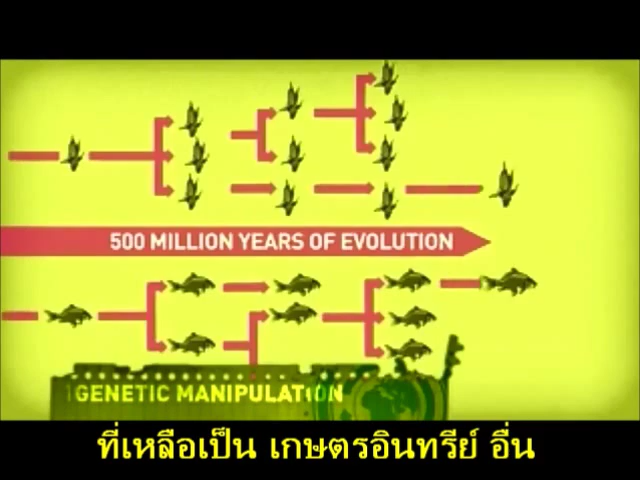 500 MILLION YEARS OF EVOLUTION
GENETIC MANIPULATION
ที่เหลือเป็น เกษตรอินทรีย์ อื่น